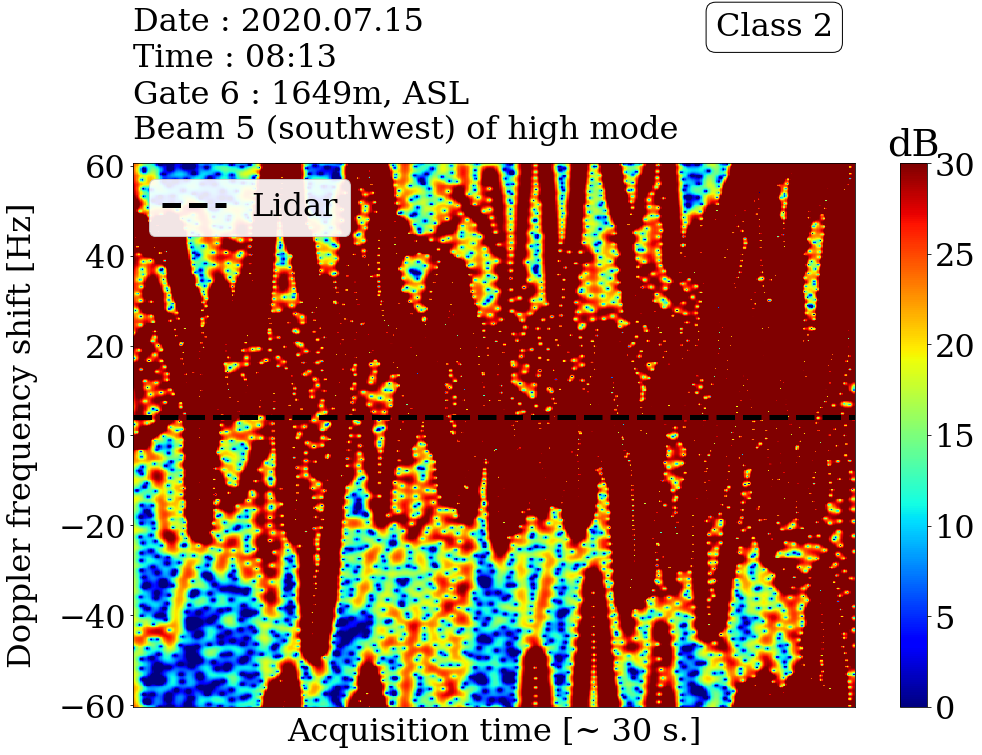 Date : 2020.07.15
Class 2
Time : 08:13
Gate 6 : 1649m, ASL
Beam 5 (southwest) of high mode
dB
Lidar
60
40
20
0
−20
−40
−60
Doppler frequency shift [Hz]
Acquisition time [~ 30 s.]
30
25
20
15
10
5
0